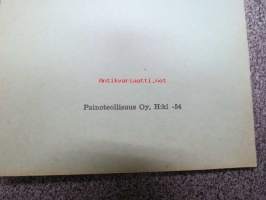 Antikvariaatti.net
Painoteollisuus Oy, H:ki -54